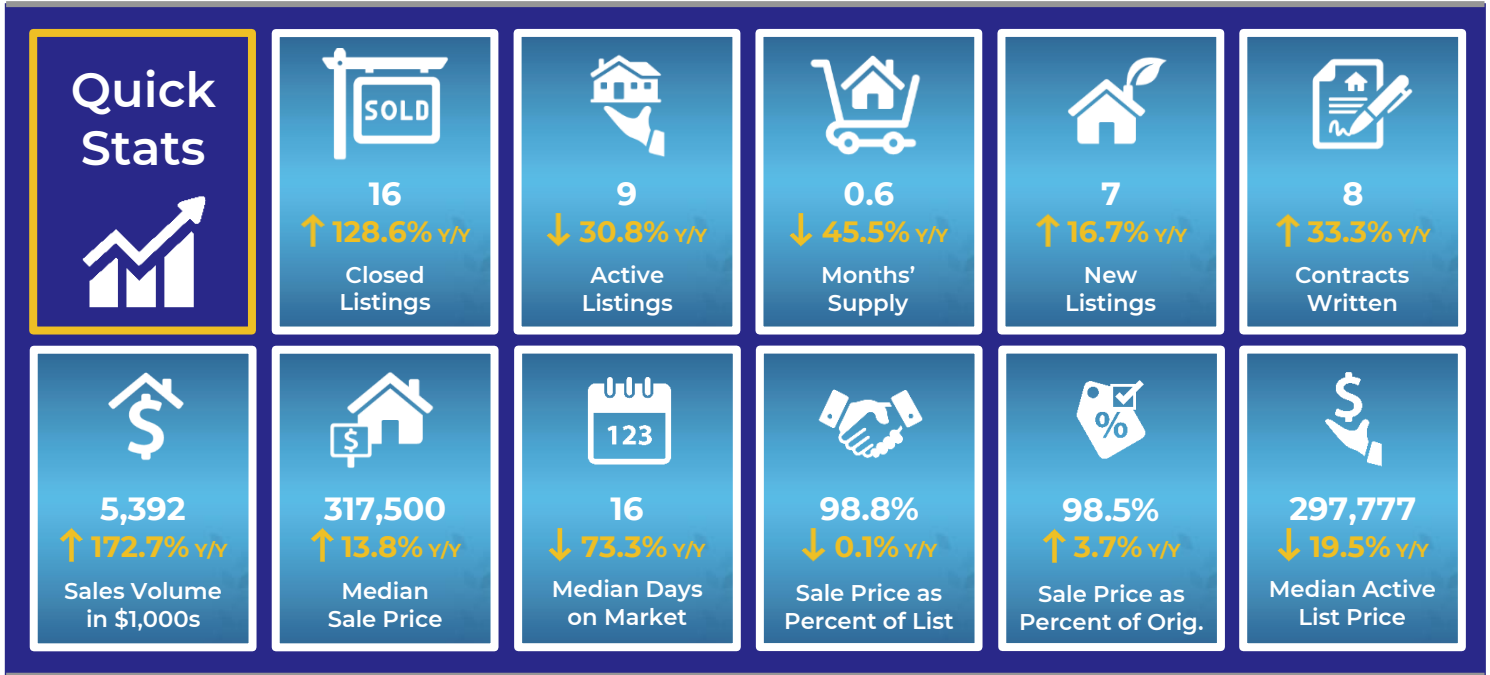 Quick
Stats
SOLD
16
↑ 128.6% Y/Y
Closed
Listings
9
↓ 30.8% Y/Y
Active
Listings
0.6
↓ 45.5% Y/Y
Months’
Supply
7
↑ 16.7% Y/Y
New
Listings
8
↑ 33.3% Y/Y
Contracts
Written
$
5,392
↑ 172.7% Y/Y
Sales Volume
in $1,000s
$
317,500
↑ 13.8% Y/Y
Median
Sale Price
123
16
↓ 73.3% Y/Y
Median Days
on Market
98.8%
↓ 0.1% Y/Y
Sale Price as
Percent of List
%
98.5%
↑ 3.7% Y/Y
Sale Price as
Percent of Orig.
$
297,777
↓ 19.5% Y/Y
Median Active
List Price